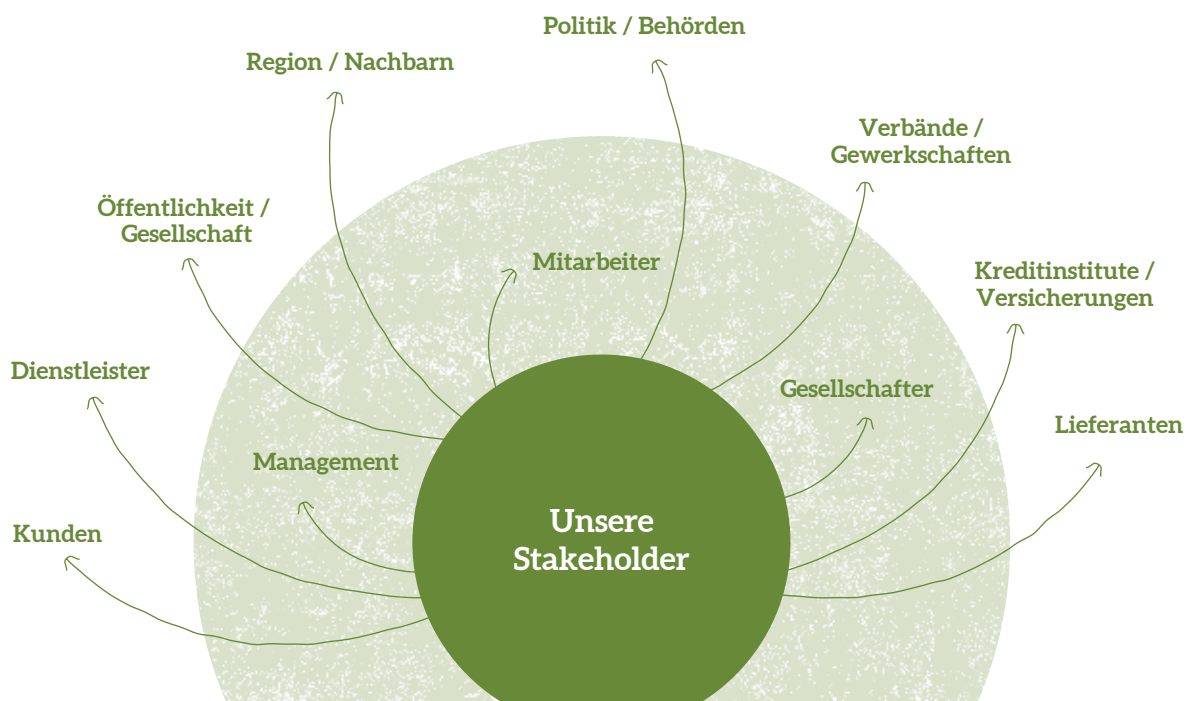 Politik / Behörden
Region / Nachbarn
Verbände /
Gewerkschaften
Öffentlichkeit /
Gesellschaft
Mitarbeiter
Kreditinstitute /
Versicherungen
Dienstleister
Gesellschafter
Lieferanten
Management
Kunden
Unsere
Stakeholder